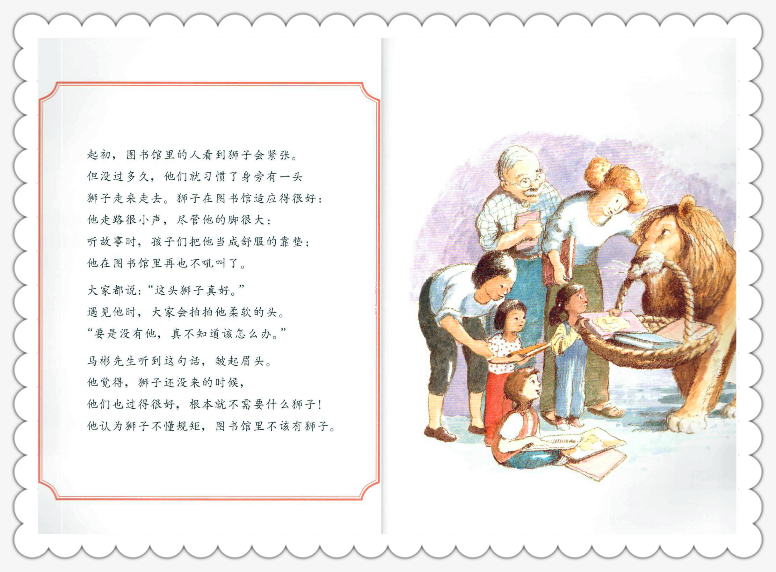 起初，图书馆里的人看到狮子会紧张。
但没过多久，他们就习惯了身旁有一头
狮子走来走去。狮子在图书馆适应得很好：
他走路很小声，尽管他的脚很大；
听故事时，孩子们把他当成舒服的靠垫；
他在图书馆里再也不吼叫了。
大家都说：“这头狮子真好。”
遇见他时，大家会拍拍他柔软的头。
“要是没有他，真不知道该怎么办。”
马彬先生听到这句话，皱起眉头。
他觉得，狮子还没来的时候，
他们也过得很好，根本就不需要什么狮子！
他认为狮子不懂规矩，图书馆里不该有狮子。